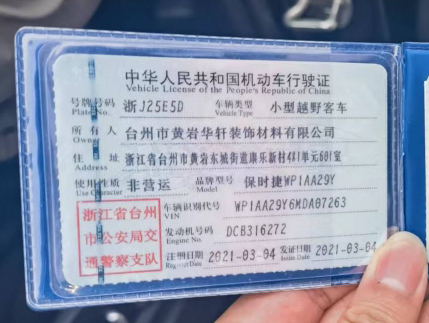 中华人民共和国机动车行驶证
Vehicle License of the People's Republic of China
号牌号码 浙J25E5D 车辆类型 小型越野客车
Plate No. Vehicle Type
所有人 台州市黄岩华轩装饰材料有限公司
Owner
住址 浙江省台州市黄岩东城街道康乐新村441单元601室
Address
使用性质 非营运 品牌型号 保时捷WP1AA29Y
Use Character Model
浙江省台州
市公安局交
通警察支队
车辆识别代号 WP1AA29Y6MDA07263
VIN
发动机号码 DCB316272
Engine No.
注册日期 2021-03-04 发证日期 2021-03-04
Register Date Issue Date